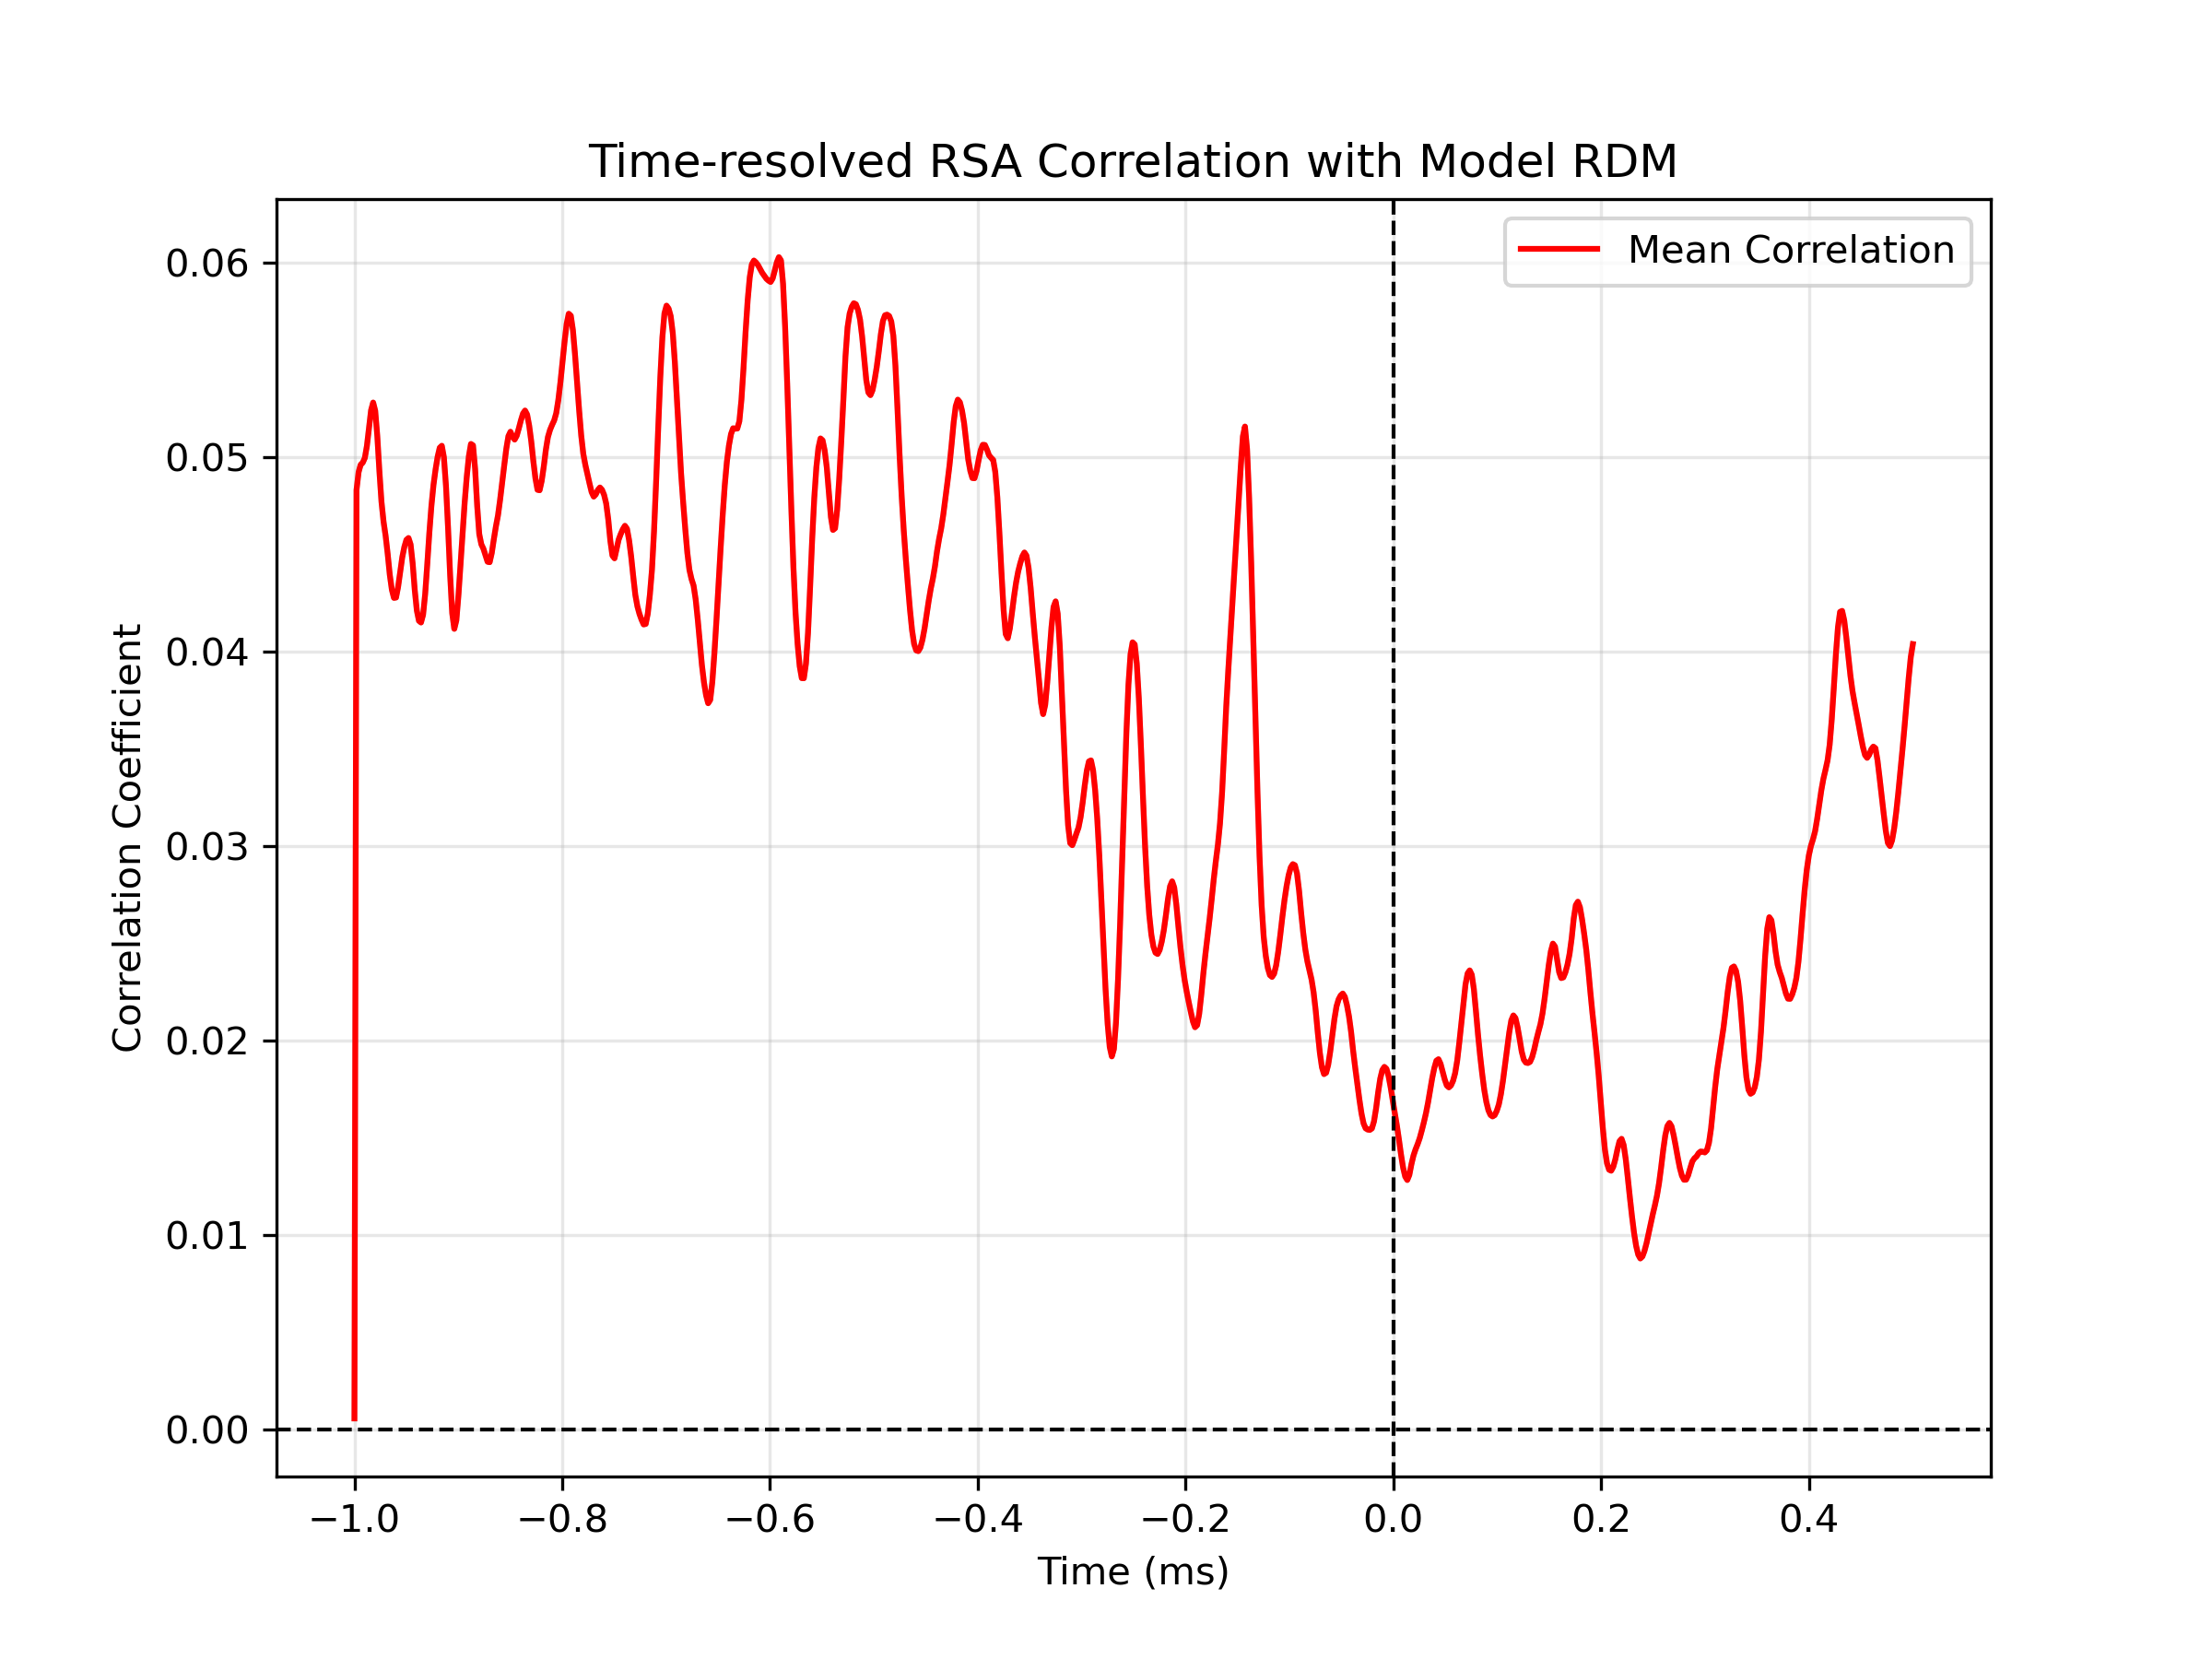 Time-resolved RSA Correlation with Model RDM
Mean Correlation
Correlation Coefficient
0.06
0.05
0.04
0.03
0.02
0.01
0.00
−1.0 −0.8 −0.6 −0.4 −0.2 0.0 0.2 0.4
Time (ms)